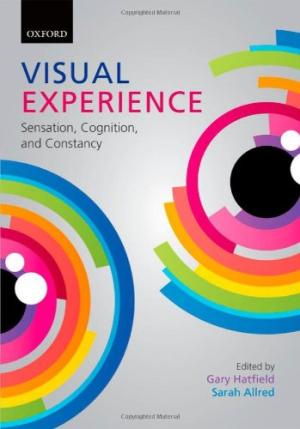 OXFORD
VISUAL
EXPERIENCE
Sensation, Cognition,
and Constancy
Edited by
Gary Hatfield
Sarah Allred